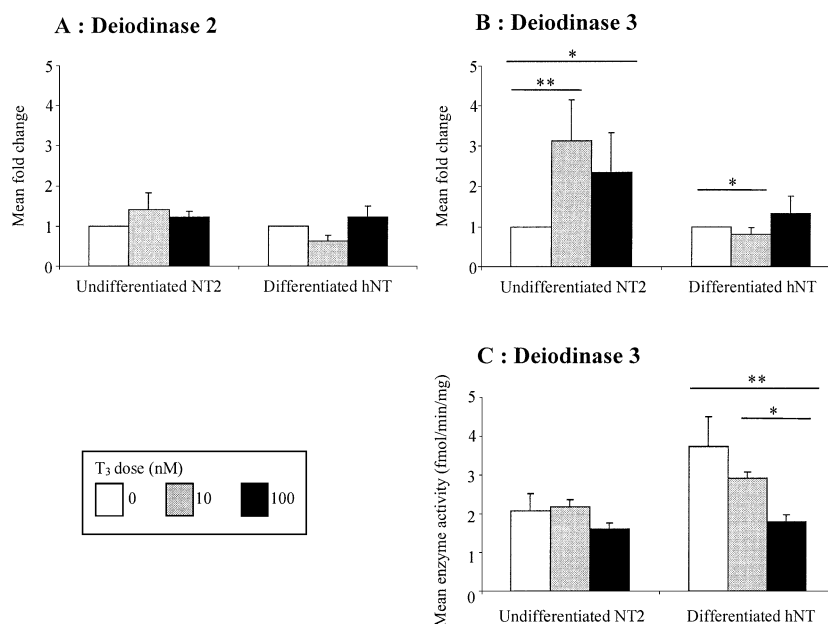 A : Deiodinase 2
Mean fold change
5
4
3
2
1
0
Undifferentiated NT2
Differentiated hNT
B : Deiodinase 3
Mean fold change
5
4
3
2
1
0
*
**
*
Undifferentiated NT2
Differentiated hNT
C : Deiodinase 3
Mean enzyme activity (fmol/min/mg)
5
4
3
2
1
0
**
*
Undifferentiated NT2
Differentiated hNT
T₃ dose (nM)
0
10
100